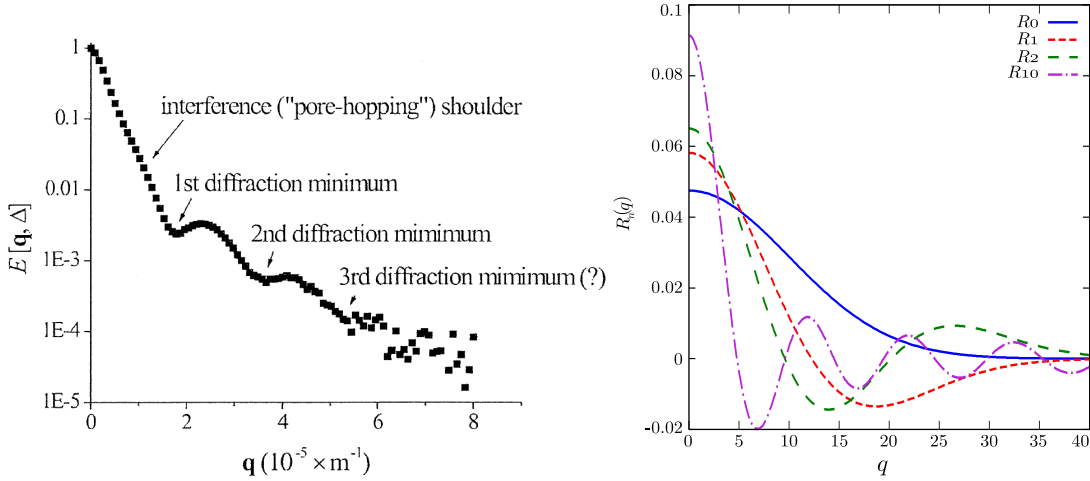 1
0.1
0.01
1E-3
1E-4
1E-5
E [q, Δ]
interference ("pore-hopping") shoulder
1st diffraction minimum
2nd diffraction mimimum
3rd diffraction mimimum (?)
0 2 4 6 8
q (10⁻⁵ × m⁻¹)
0.1
0.08
0.06
0.04
0.02
0
-0.02
Rₙ(q)
R0
R1
R2
R10
0 5 10 15 20 25 30 35 40
q